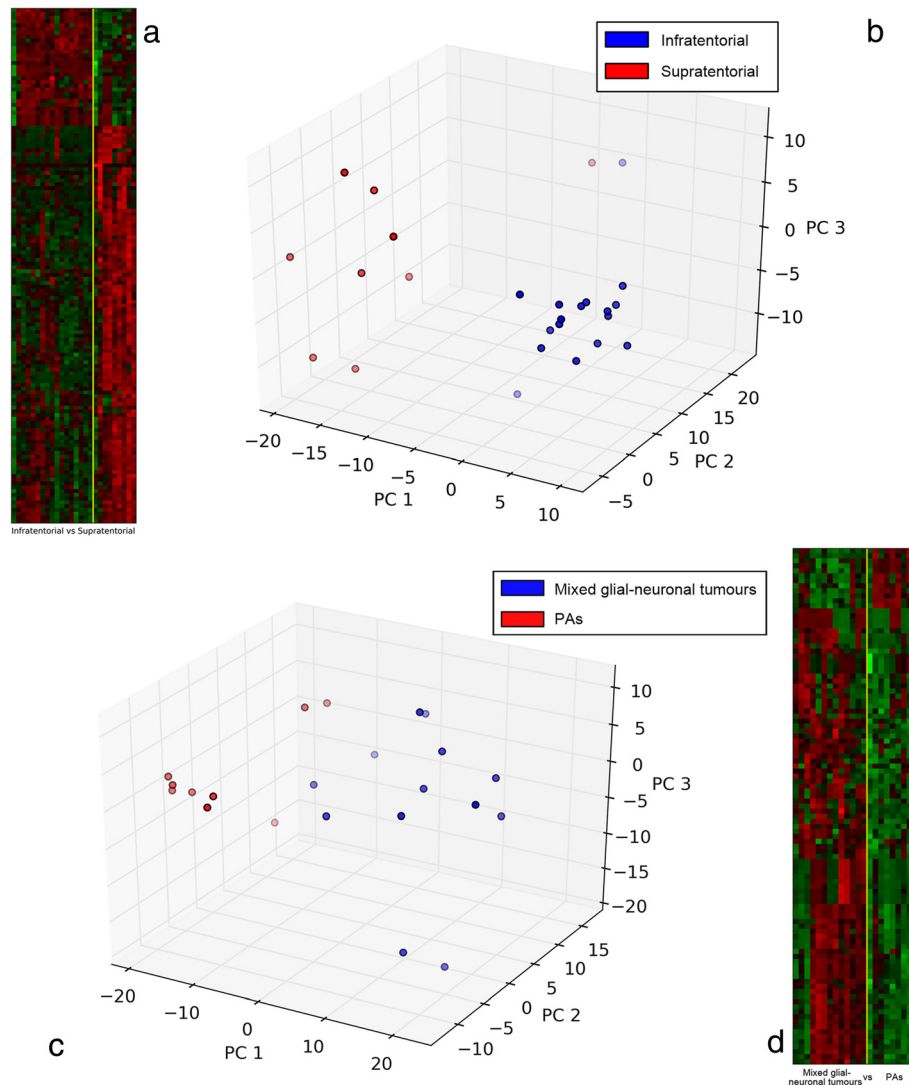 a
b
Infratentorial
Supratentorial
10
5
0
−5
−10
PC 3
−20
−15
−10
−5
0
5
10
PC 1
−5
0
5
10
15
20
PC 2
Infratentorial vs Supratentorial
Mixed glial-neuronal tumours
PAs
10
5
0
−5
−10
−15
−20
PC 3
−20
−10
0
10
20
PC 1
−10
−5
0
5
10
15
PC 2
c
d
Mixed glial- vs PAs
neuronal tumours